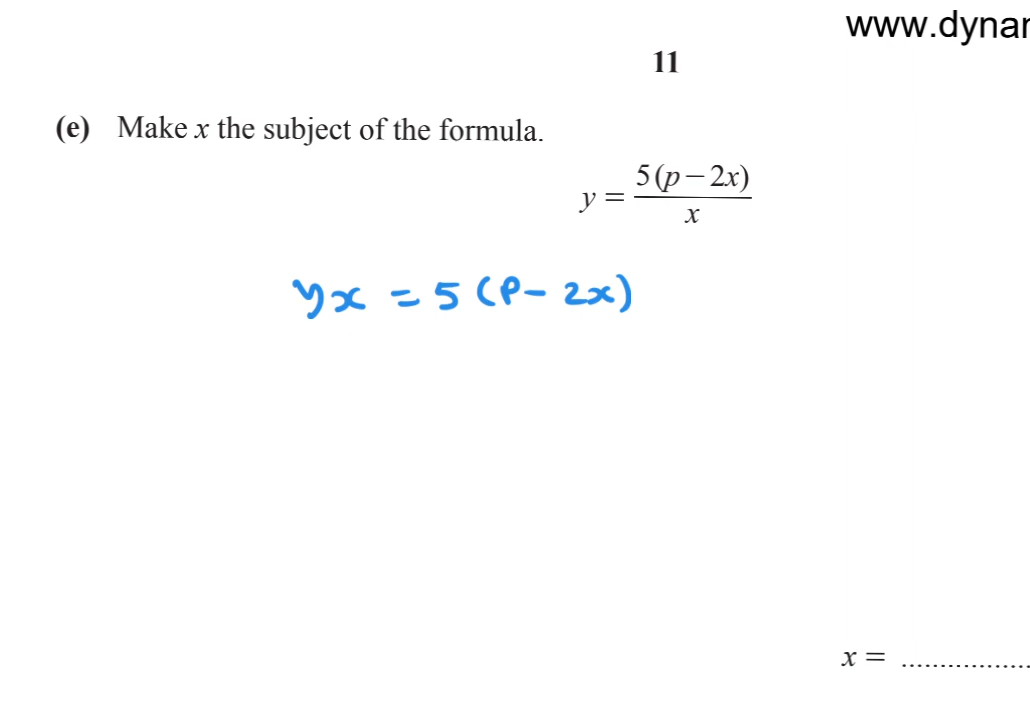 www.dynar
11
(e) Make x the subject of the formula.
y = 5(p − 2x) / x
yx = 5 (P − 2x)
x = ................